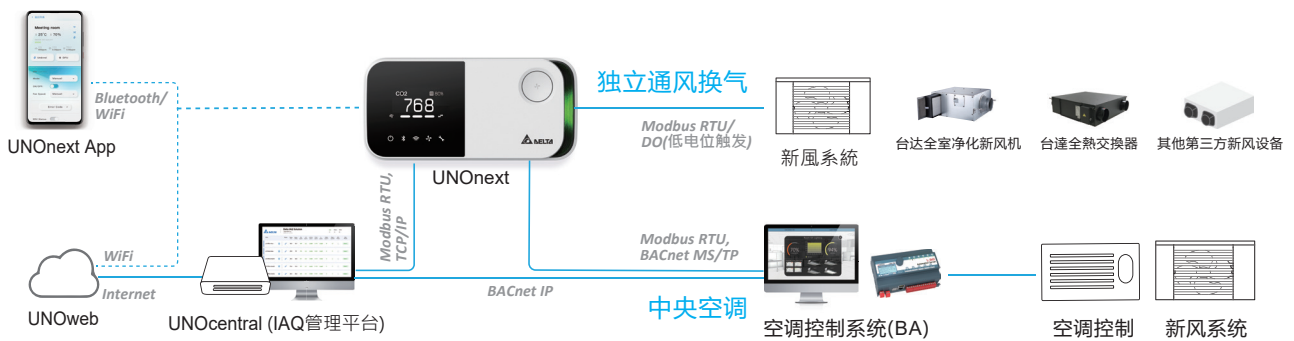 Meeting room
Bluetooth/
WiFi
UNOnext App
CO2
80%
768
DELTA
UNOnext
独立通风换气
Modbus RTU/
DO(低电位触发)
新風系統
台达全室净化新风机
台達全熱交換器
其他第三方新风设备
Modbus RTU,
TCP/IP
Modbus RTU,
BACnet MS/TP
WiFi
Internet
UNOweb
UNOcentral (IAQ管理平台)
BACnet IP
中央空调
空调控制系统(BA)
空调控制
新风系统